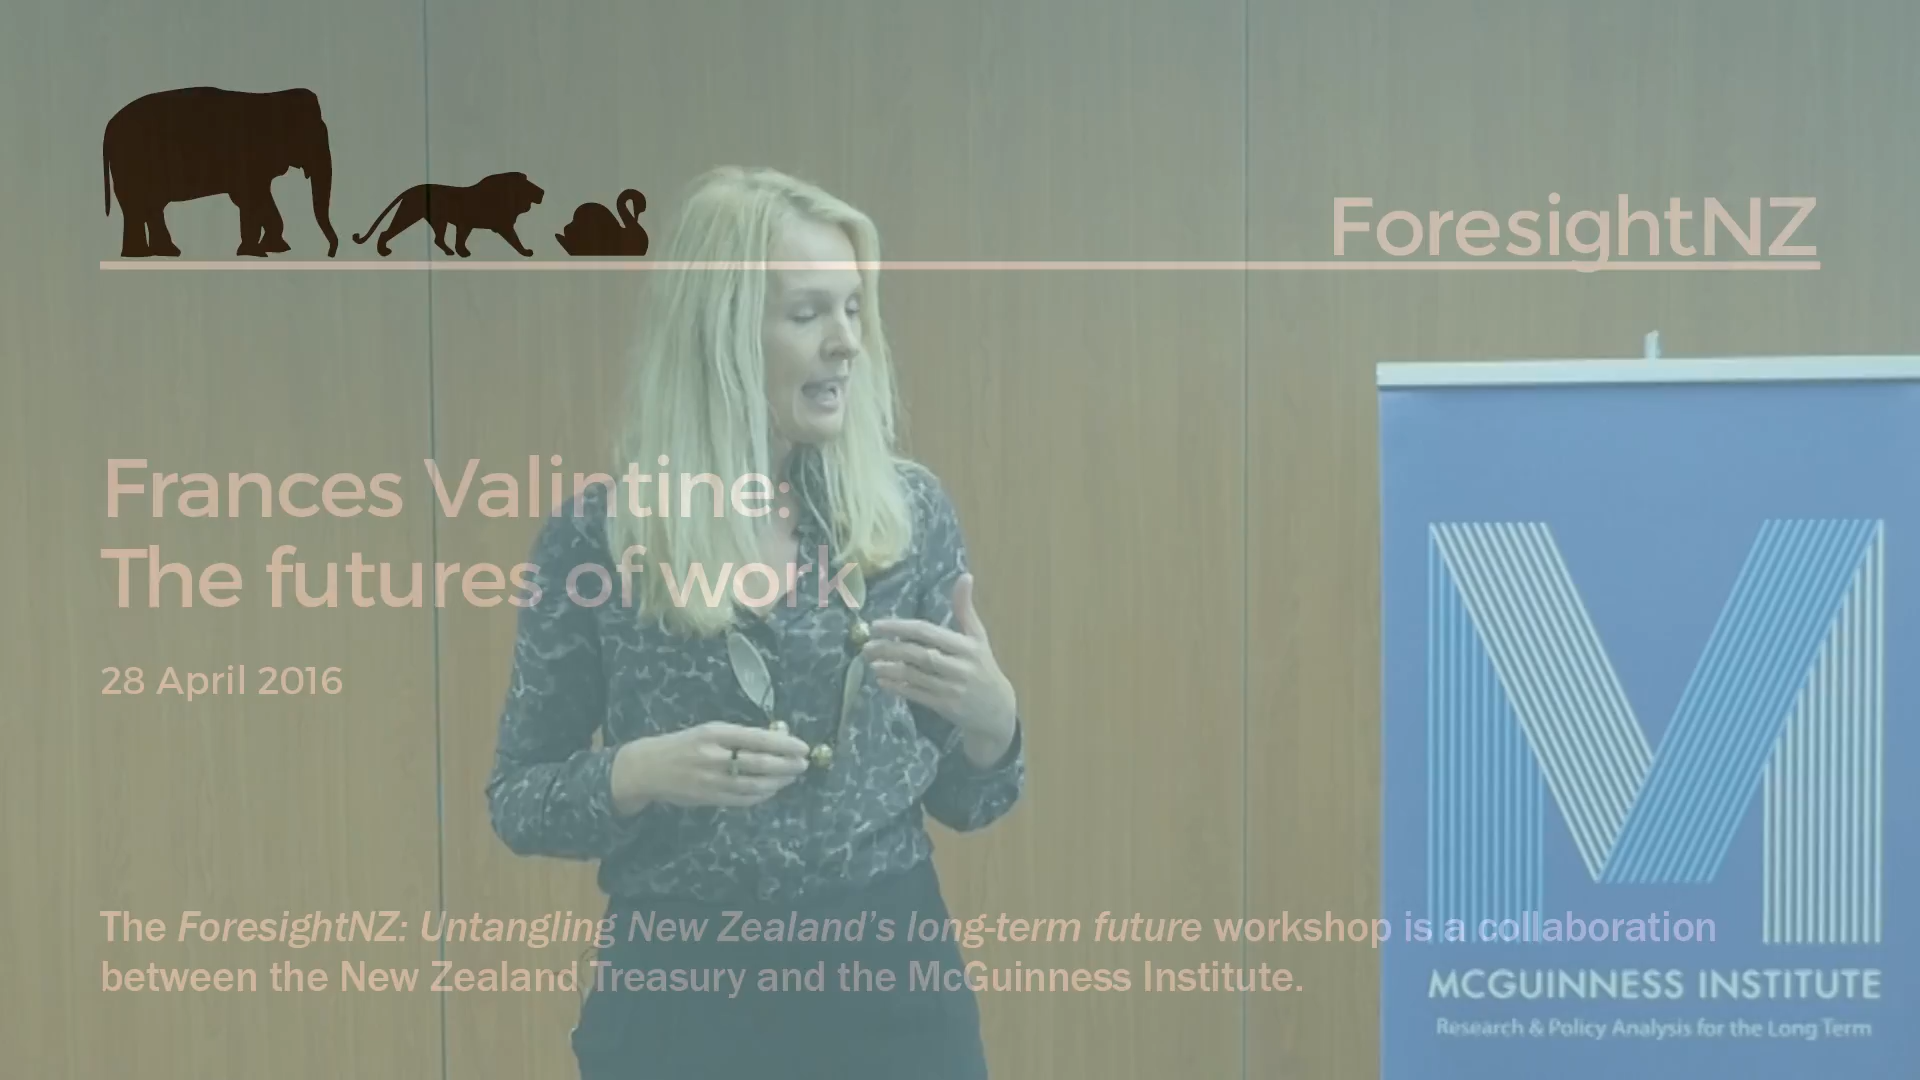 ForesightNZ
Frances Valintine:
The futures of work
28 April 2016
The ForesightNZ: Untangling New Zealand's long-term future workshop is a collaboration
between the New Zealand Treasury and the McGuinness Institute.
MCGUINNESS INSTITUTE
Research & Policy Analysis for the Long Term